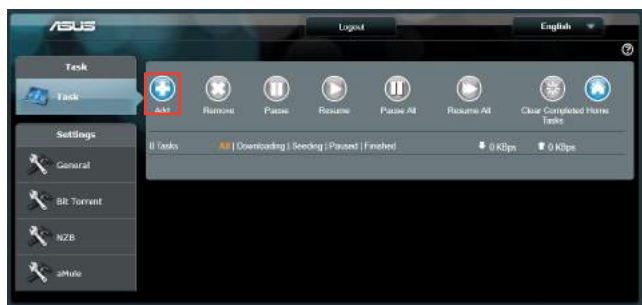 ASUS
Logout
English
Task
Task
Settings
General
Bit Torrent
NZB
aMule
Add
Remove
Pause
Resume
Pause All
Resume All
Clear Completed Tasks
Home
0 Tasks
All | Downloading | Seeding | Paused | Finished
0 KBps
0 KBps